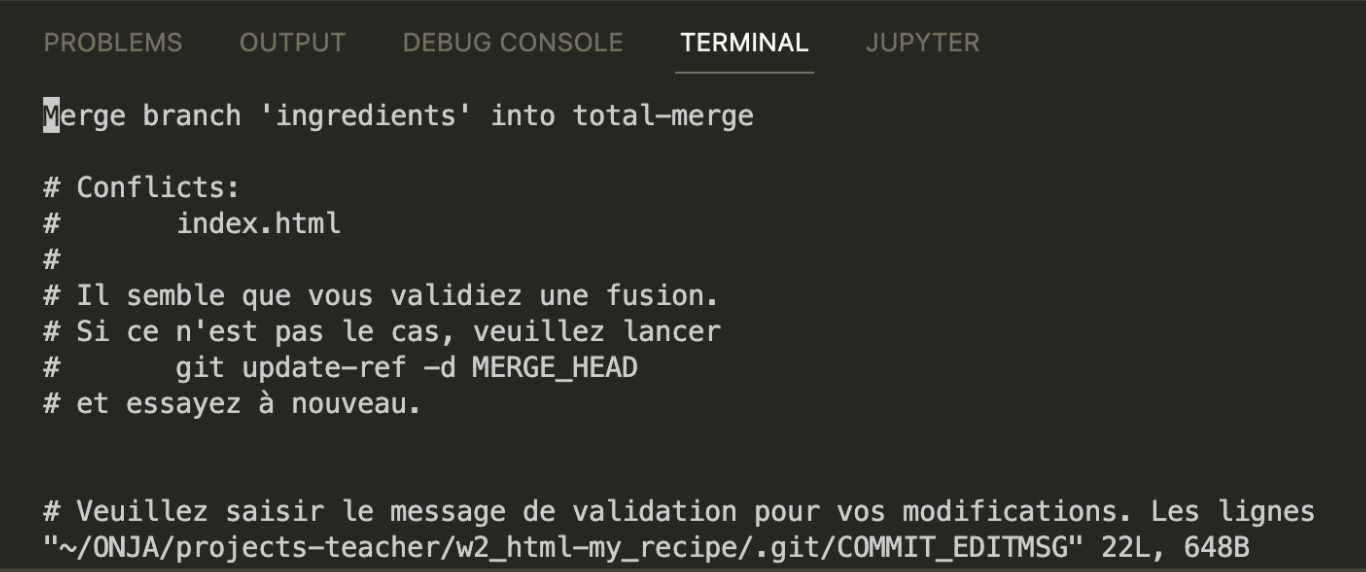 PROBLEMS OUTPUT DEBUG CONSOLE TERMINAL JUPYTER
Merge branch 'ingredients' into total-merge
# Conflicts:
#       index.html
#
# Il semble que vous validiez une fusion.
# Si ce n'est pas le cas, veuillez lancer
#       git update-ref -d MERGE_HEAD
# et essayez à nouveau.
# Veuillez saisir le message de validation pour vos modifications. Les lignes
"~/ONJA/projects-teacher/w2_html-my_recipe/.git/COMMIT_EDITMSG" 22L, 648B